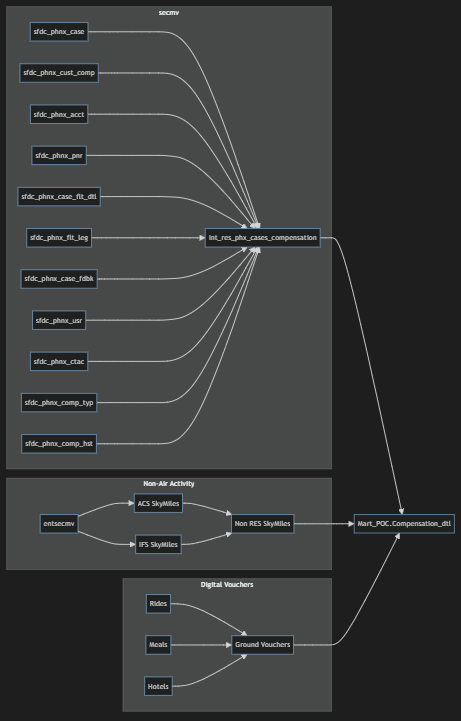 secmv
sfdc_phnx_case
sfdc_phnx_cust_comp
sfdc_phnx_acct
sfdc_phnx_pnr
sfdc_phnx_case_flt_dtl
sfdc_phnx_flt_leg
int_res_phx_cases_compensation
sfdc_phnx_case_fdbk
sfdc_phnx_usr
sfdc_phnx_ctac
sfdc_phnx_comp_typ
sfdc_phnx_comp_hst
Non-Air Activity
ACS SkyMiles
entsecmv
Non RES SkyMiles
Mart_POC.Compensation_dtl
IFS SkyMiles
Digital Vouchers
Rides
Meals
Ground Vouchers
Hotels